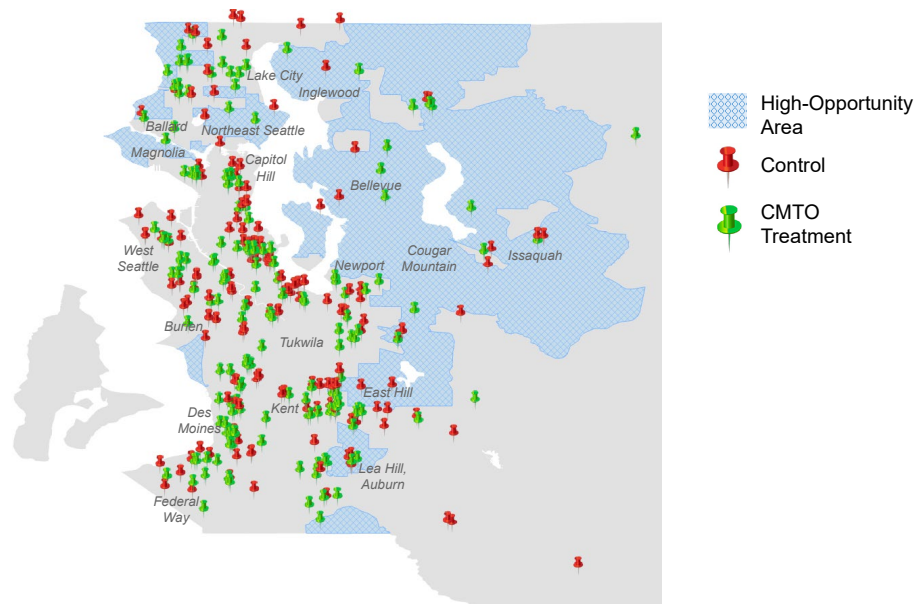 Lake City
Inglewood
Ballard
Northeast Seattle
Magnolia
Capitol
Hill
Bellevue
West
Seattle
Newport
Cougar
Mountain
Issaquah
Burien
Tukwila
East Hill
Kent
Des
Moines
Lea Hill,
Auburn
Federal
Way
High-Opportunity
Area
Control
CMTO
Treatment